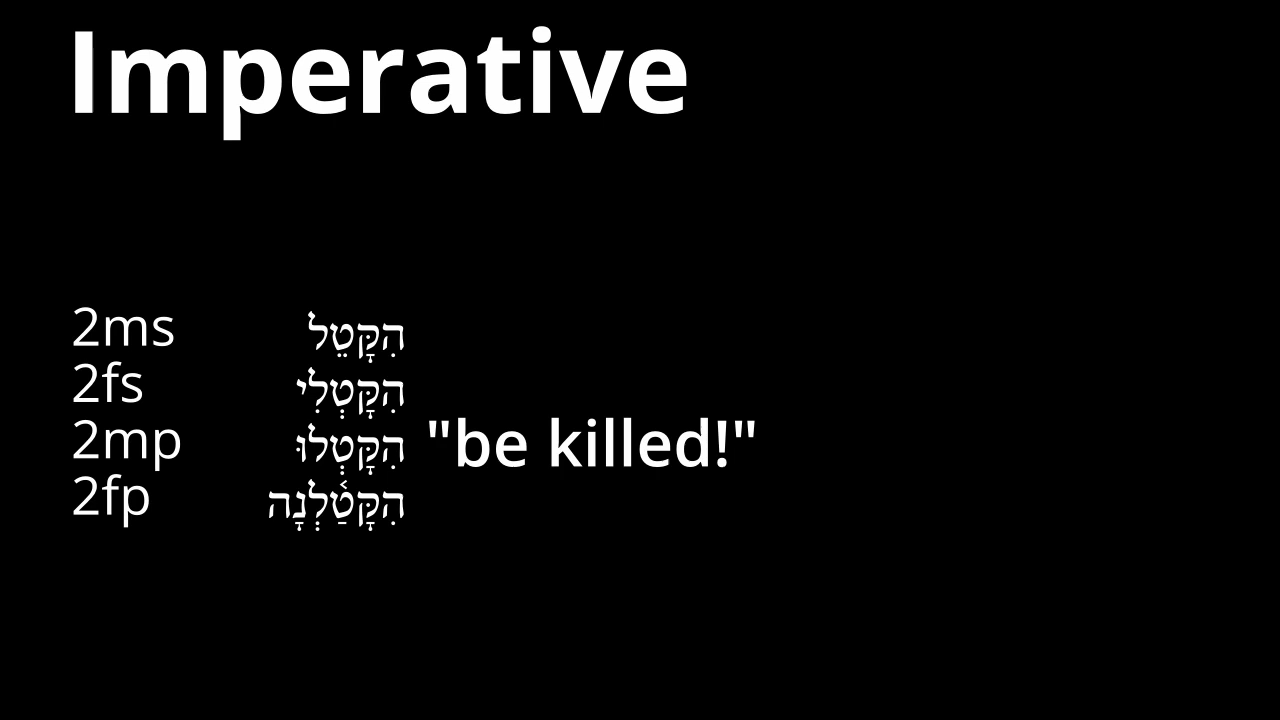 Imperative
2ms הִקָּטֵל
2fs הִקָּטְלִי
2mp הִקָּטְלוּ "be killed!"
2fp הִקָּטַ֫לְנָה